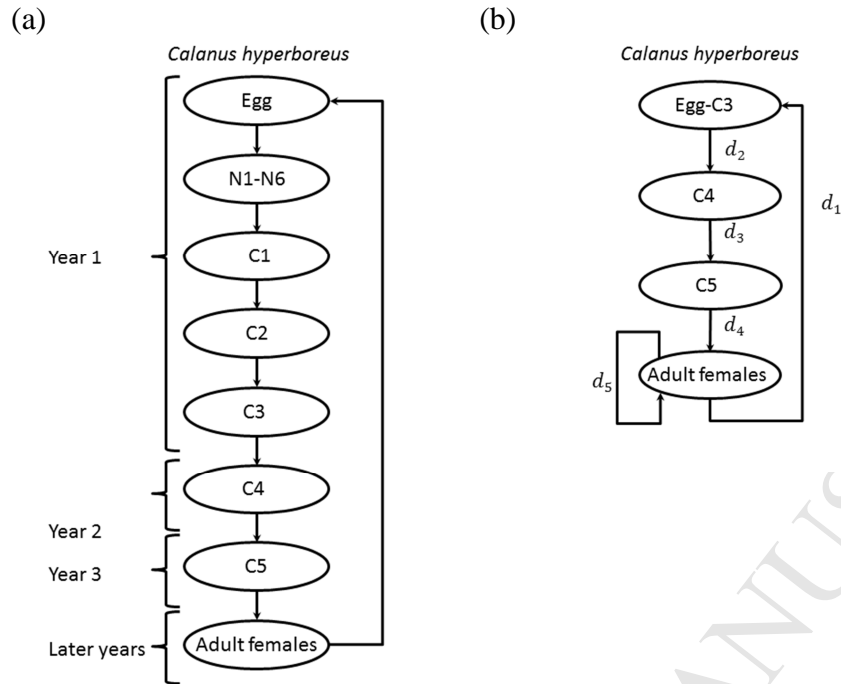 (a)
Calanus hyperboreus
Egg
N1-N6
C1
Year 1
C2
C3
C4
Year 2
C5
Year 3
Adult females
Later years
(b)
Calanus hyperboreus
Egg-C3
d2
C4
d1
d3
C5
d4
Adult females
d5